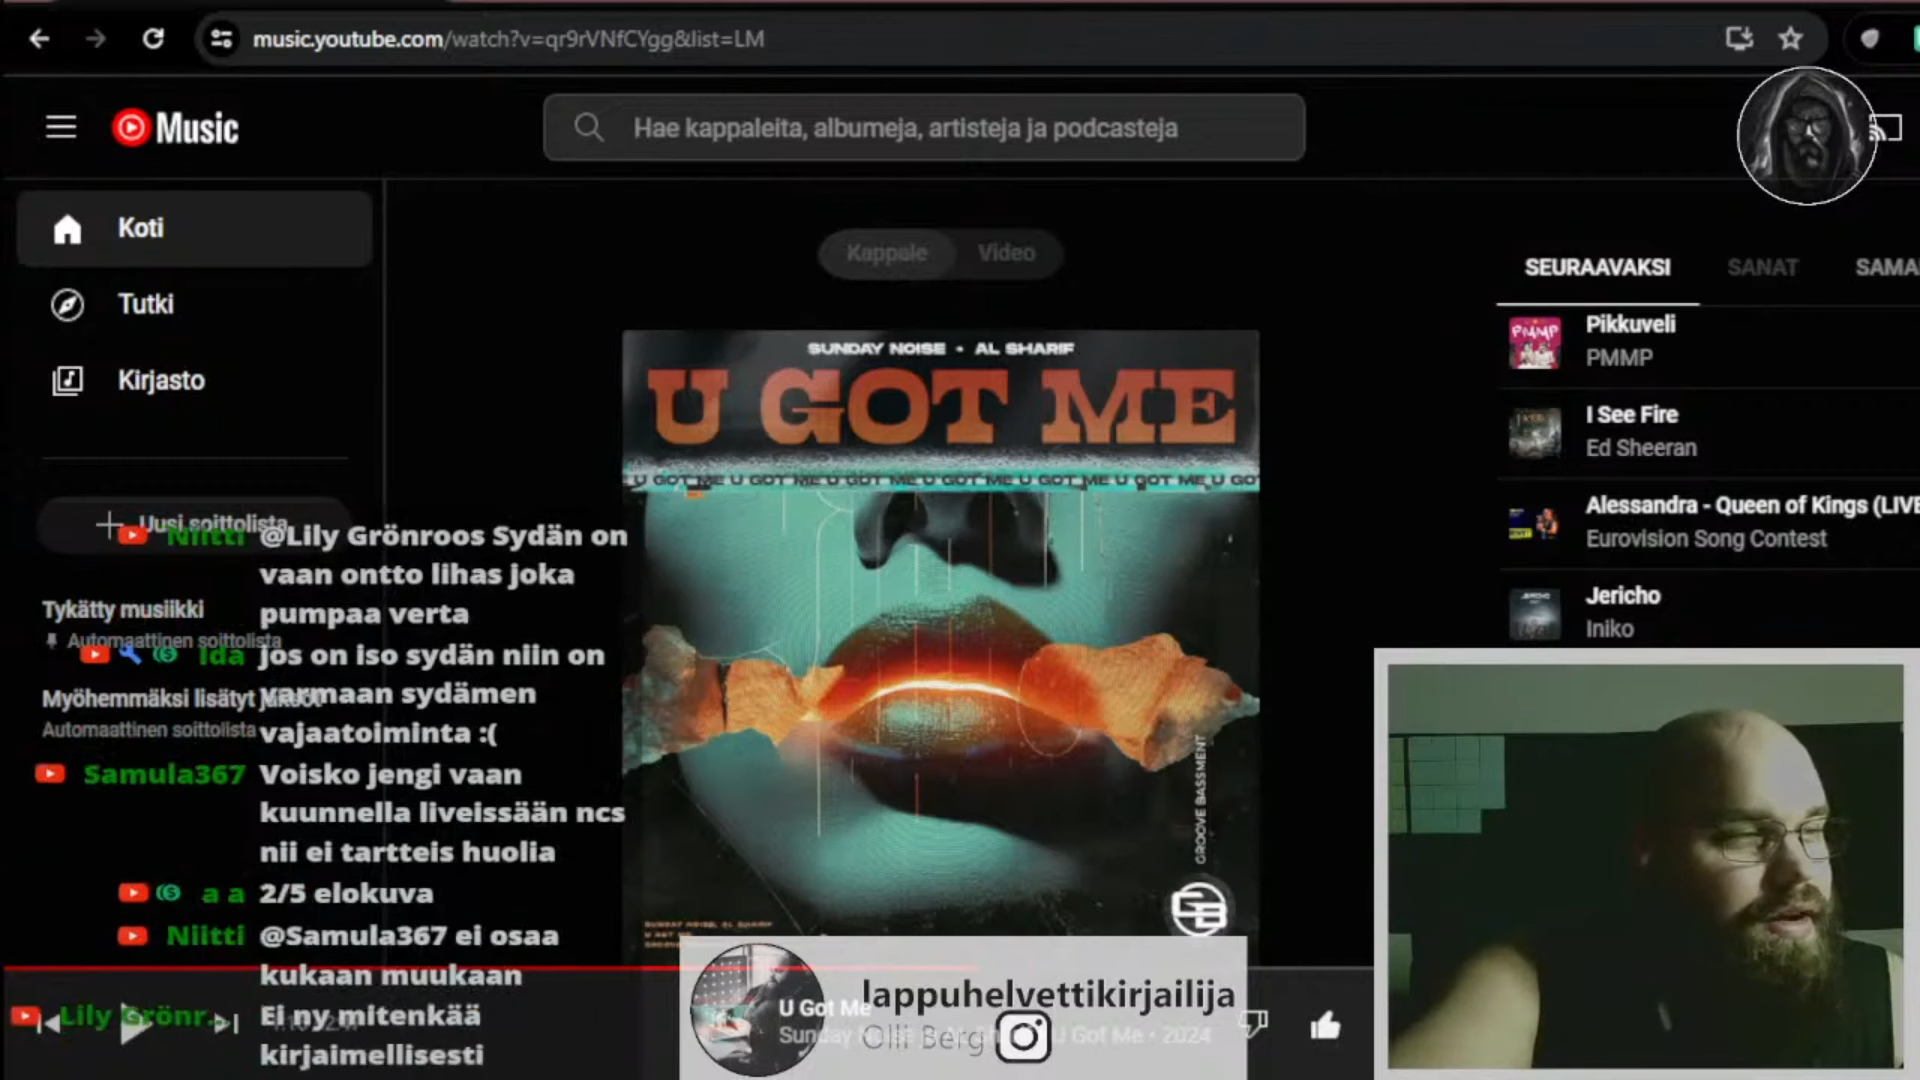 music.youtube.com/watch?v=qr9rVNfCYgg&list=LM
Music
Hae kappaleita, albumeja, artisteja ja podcasteja
Koti
Tutki
Kirjasto
Kappale
Video
SEURAAVAKSI
SANAT
SAMA
Pikkuveli
PMMP
I See Fire
Ed Sheeran
Alessandra - Queen of Kings (LIVE
Eurovision Song Contest
Jericho
Iniko
SUNDAY NOISE - AL SHARIF
U GOT ME
U GOT ME U GOT ME U GOT ME U GOT ME U GOT ME U GOT ME U GO
GROOVE BASSMENT
GB
Uusi soittolista
Tykätty musiikki
Automaattinen soittolista
Myöhemmäksi lisätyt
Automaattinen soittolista
Niitti @Lily Grönroos Sydän on
vaan ontto lihas joka
pumpaa verta
Ida jos on iso sydän niin on
varmaan sydämen
vajaatoiminta :(
Samula367 Voisko jengi vaan
kuunnella liveissään ncs
nii ei tartteis huolia
a a 2/5 elokuva
Niitti @Samula367 ei osaa
kukaan muukaan
Lily Grönr... Ei ny mitenkää
kirjaimellisesti
U Got Me
U Got Me • 2024
lappuhelvettikirjailija
Olli Berg